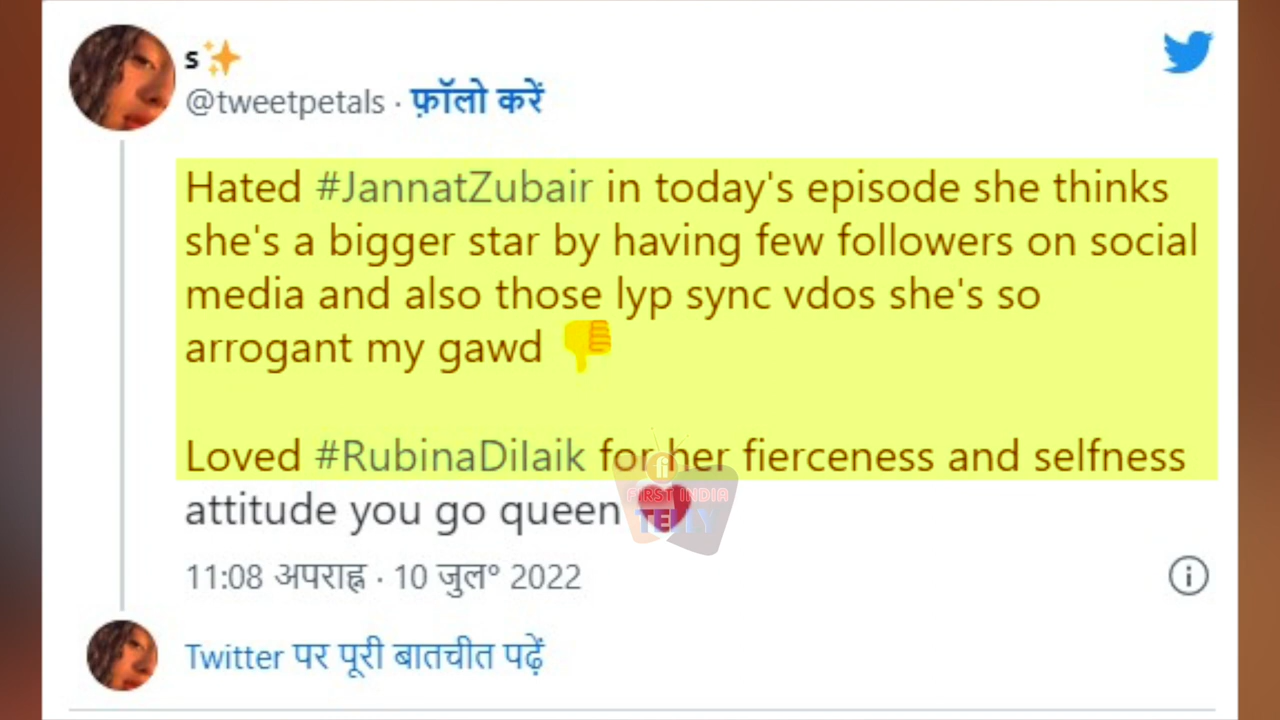 s✨
@tweetpetals · फ़ॉलो करें
Hated #JannatZubair in today's episode she thinks
she's a bigger star by having few followers on social
media and also those lyp sync vdos she's so
arrogant my gawd 👎
Loved #RubinaDilaik for her fierceness and selfness
attitude you go queen ❤️
FIRST INDIA
TELLY
11:08 अपराह्न · 10 जुल॰ 2022
Twitter पर पूरी बातचीत पढ़ें